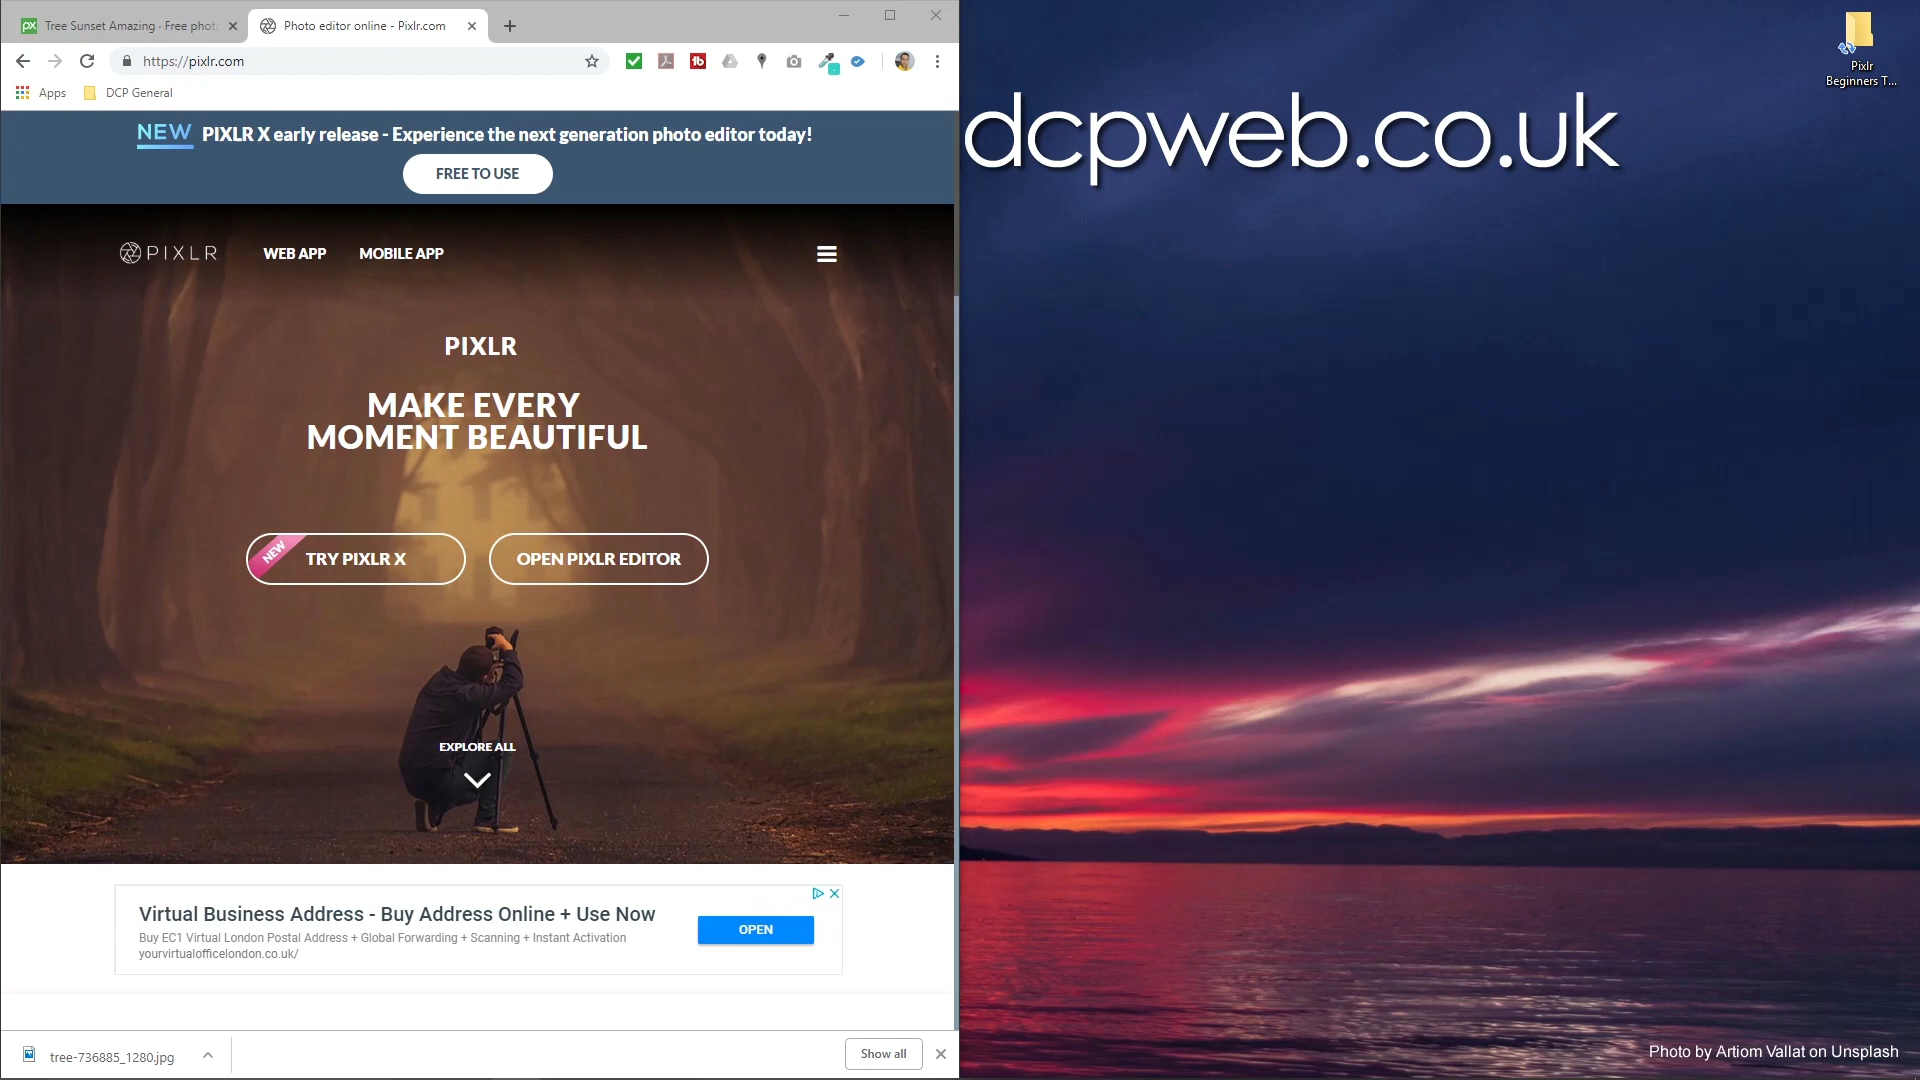 Tree Sunset Amazing · Free phot
Photo editor online - Pixlr.com
https://pixlr.com
Apps
DCP General
NEW PIXLR X early release - Experience the next generation photo editor today!
FREE TO USE
PIXLR
WEB APP
MOBILE APP
PIXLR
MAKE EVERY
MOMENT BEAUTIFUL
NEW
TRY PIXLR X
OPEN PIXLR EDITOR
EXPLORE ALL
Virtual Business Address - Buy Address Online + Use Now
Buy EC1 Virtual London Postal Address + Global Forwarding + Scanning + Instant Activation
yourvirtualofficelondon.co.uk/
OPEN
tree-736885_1280.jpg
Show all
Pixlr
Beginners T...
dcpweb.co.uk
Photo by Artiom Vallat on Unsplash